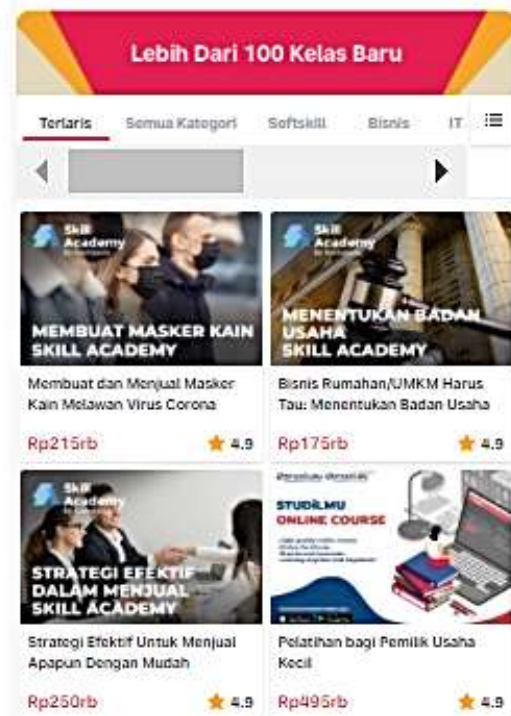 Lebih Dari 100 Kelas Baru
Terlaris Semua Kategori Softskill Bisnis IT
Skill
Academy
MEMBUAT MASKER KAIN
SKILL ACADEMY
Membuat dan Menjual Masker
Kain Melawan Virus Corona
Rp215rb 4.9
Skill
Academy
MENENTUKAN BADAN
USAHA
SKILL ACADEMY
Bisnis Rumahan/UMKM Harus
Tau: Menentukan Badan Usaha
Rp175rb 4.9
Skill
Academy
STRATEGI EFEKTIF
DALAM MENJUAL
SKILL ACADEMY
Strategi Efektif Untuk Menjual
Apapun Dengan Mudah
Rp250rb 4.9
STUDiLMU
ONLINE COURSE
Pelatihan bagi Pemilik Usaha
Kecil
Rp495rb 4.9